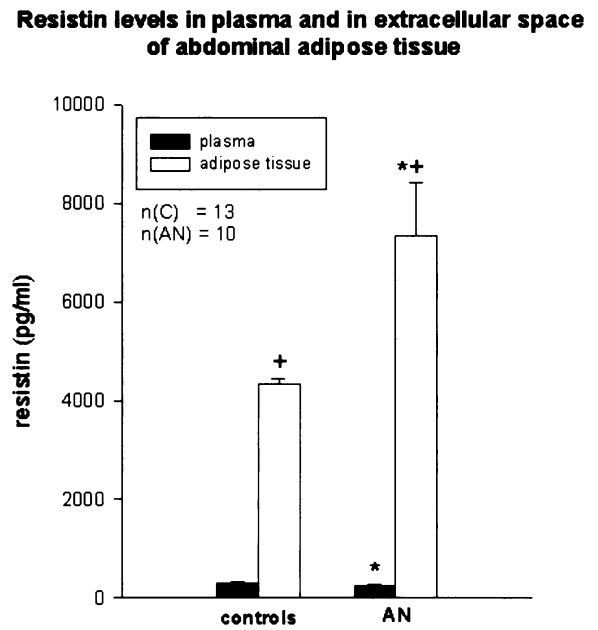 Resistin levels in plasma and in extracellular space
of abdominal adipose tissue
10000
8000
6000
4000
2000
0
resistin (pg/ml)
plasma
adipose tissue
n(C) = 13
n(AN) = 10
+
*+
*
controls
AN